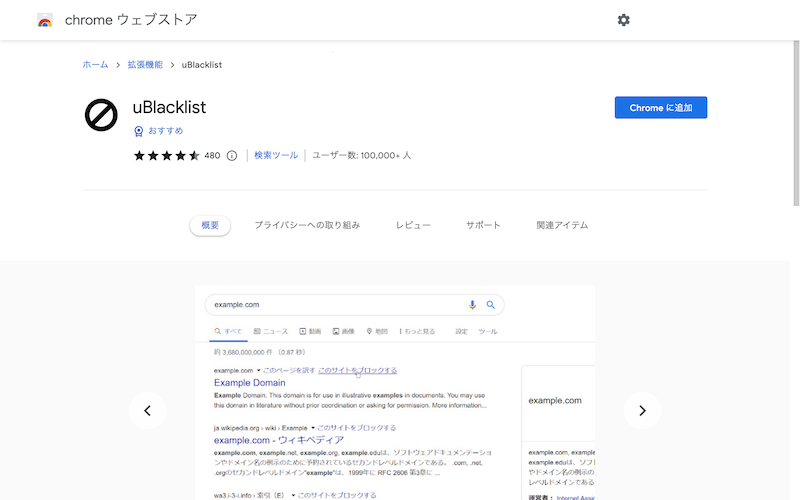 chrome ウェブストア
ホーム > 拡張機能 > uBlacklist
uBlacklist
Chrome に追加
おすすめ
480 検索ツール ユーザー数: 100,000+ 人
概要 プライバシーへの取り組み レビュー サポート 関連アイテム
example.com
すべて ニュース 動画 画像 地図 もっと見る 設定 ツール
約 3,680,000,000 件 (0.87 秒)
example.com ▼ このページを訳す このサイトをブロックする
Example Domain
Example Domain. This domain is for use in illustrative examples in documents. You may use
this domain in literature without prior coordination or asking for permission. More information...
example.com
ja.wikipedia.org › wiki › Example ▼ このサイトをブロックする
example.com - ウィキペディア
example.com, example.net, example.org, example.eduは、ソフトウェアドキュメンテーショ
ンやドメイン名の例示のために予約されているセカンドレベルドメインである。 .com, .net,
.orgのセカンドレベルドメイン"example"は、1999年に RFC 2606 第3章に ...
example.com, exampl
example.eduは、ソフ
やドメイン名の例示の
レベルドメインである
wa3.i-3-i.info › 索引 (E) ▼ このサイトをブロックする
運営者: Internet Assig